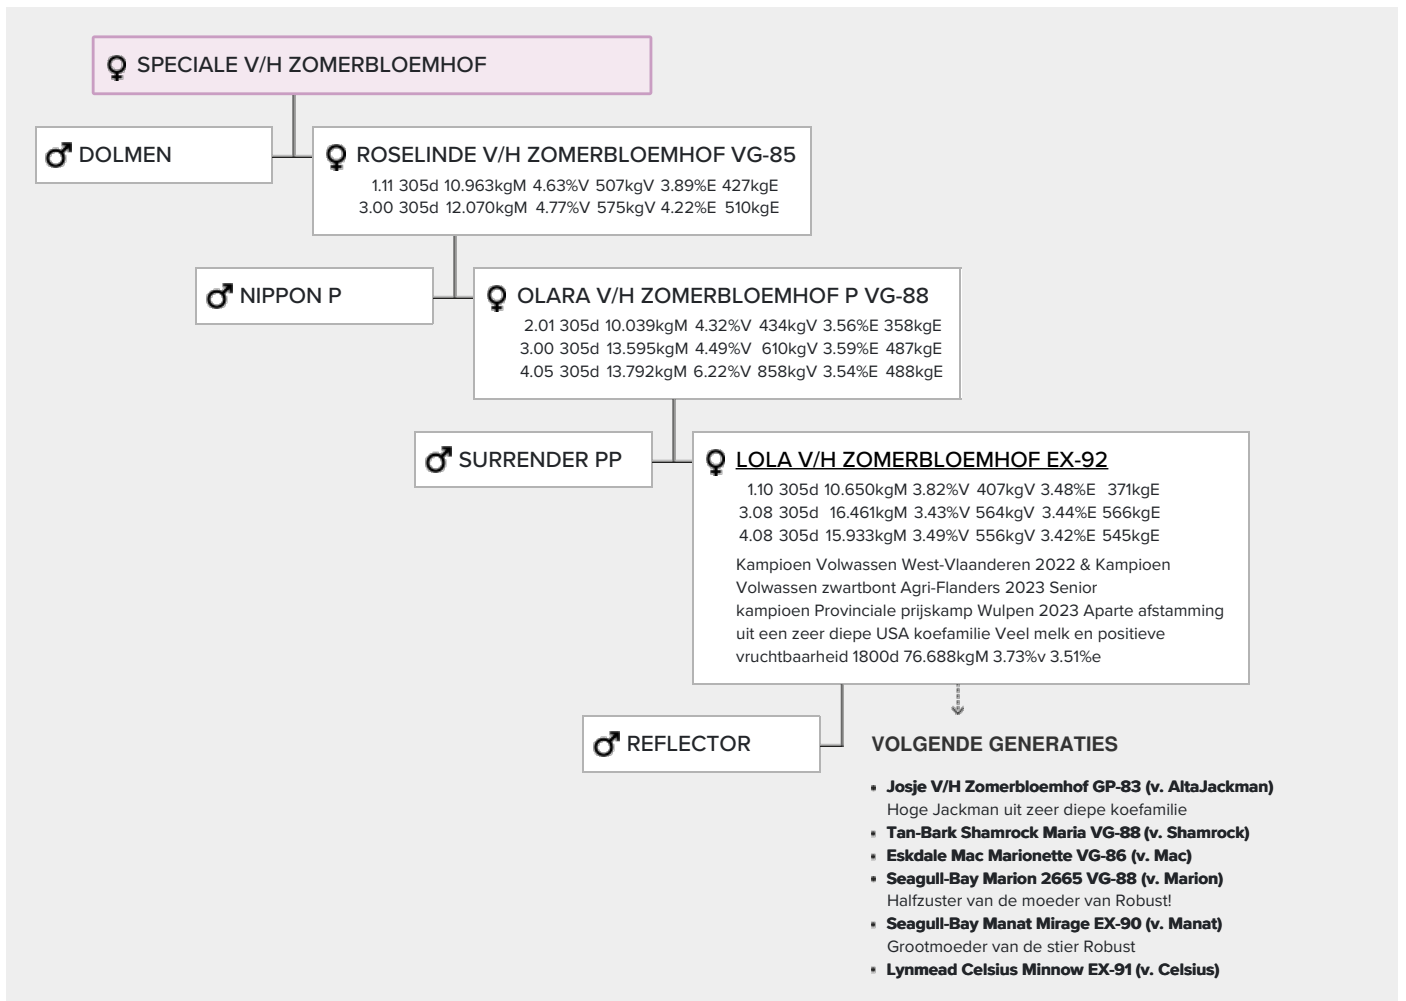 SPECIALE V/H ZOMERBLOEMHOF
DOLMEN
ROSELINDE V/H ZOMERBLOEMHOF VG-85
1.11 305d 10.963kgM 4.63%V 507kgV 3.89%E 427kgE
3.00 305d 12.070kgM 4.77%V 575kgV 4.22%E 510kgE
NIPPON P
OLARA V/H ZOMERBLOEMHOF P VG-88
2.01 305d 10.039kgM 4.32%V 434kgV 3.56%E 358kgE
3.00 305d 13.595kgM 4.49%V 610kgV 3.59%E 487kgE
4.05 305d 13.792kgM 6.22%V 858kgV 3.54%E 488kgE
SURRENDER PP
LOLA V/H ZOMERBLOEMHOF EX-92
1.10 305d 10.650kgM 3.82%V 407kgV 3.48%E 371kgE
3.08 305d 16.461kgM 3.43%V 564kgV 3.44%E 566kgE
4.08 305d 15.933kgM 3.49%V 556kgV 3.42%E 545kgE
Kampioen Volwassen West-Vlaanderen 2022 & Kampioen
Volwassen zwartbont Agri-Flanders 2023 Senior
kampioen Provinciale prijskamp Wulpen 2023 Aparte afstamming
uit een zeer diepe USA koefamilie Veel melk en positieve
vruchtbaarheid 1800d 76.688kgM 3.73%v 3.51%e
REFLECTOR
VOLGENDE GENERATIES
• Josje V/H Zomerbloemhof GP-83 (v. AltaJackman)
Hoge Jackman uit zeer diepe koefamilie
• Tan-Bark Shamrock Maria VG-88 (v. Shamrock)
• Eskdale Mac Marionette VG-86 (v. Mac)
• Seagull-Bay Marion 2665 VG-88 (v. Marion)
Halfzuster van de moeder van Robust!
• Seagull-Bay Manat Mirage EX-90 (v. Manat)
Grootmoeder van de stier Robust
• Lynmead Celsius Minnow EX-91 (v. Celsius)